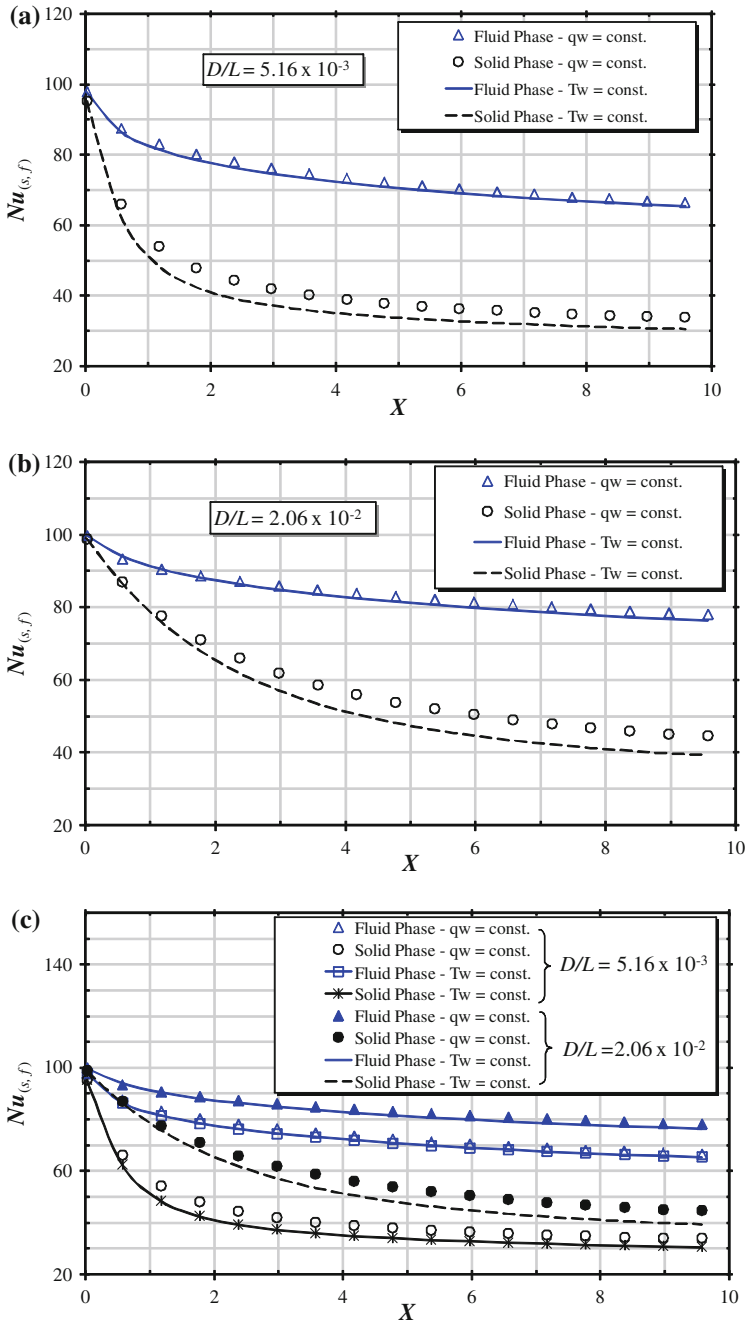 (a)
120
100
80
60
40
20
Nu(s, f)
D/L = 5.16 x 10-3
Fluid Phase - qw = const.
Solid Phase - qw = const.
Fluid Phase - Tw = const.
Solid Phase - Tw = const.
0 2 4 6 8 10
X
(b)
120
100
80
60
40
20
Nu(s, f)
D/L = 2.06 x 10-2
Fluid Phase - qw = const.
Solid Phase - qw = const.
Fluid Phase - Tw = const.
Solid Phase - Tw = const.
0 2 4 6 8 10
X
(c)
140
100
60
20
Nu(s, f)
Fluid Phase - qw = const.
Solid Phase - qw = const.
Fluid Phase - Tw = const.
Solid Phase - Tw = const.
D/L = 5.16 x 10-3
Fluid Phase - qw = const.
Solid Phase - qw = const.
Fluid Phase - Tw = const.
Solid Phase - Tw = const.
D/L =2.06 x 10-2
0 2 4 6 8 10
X